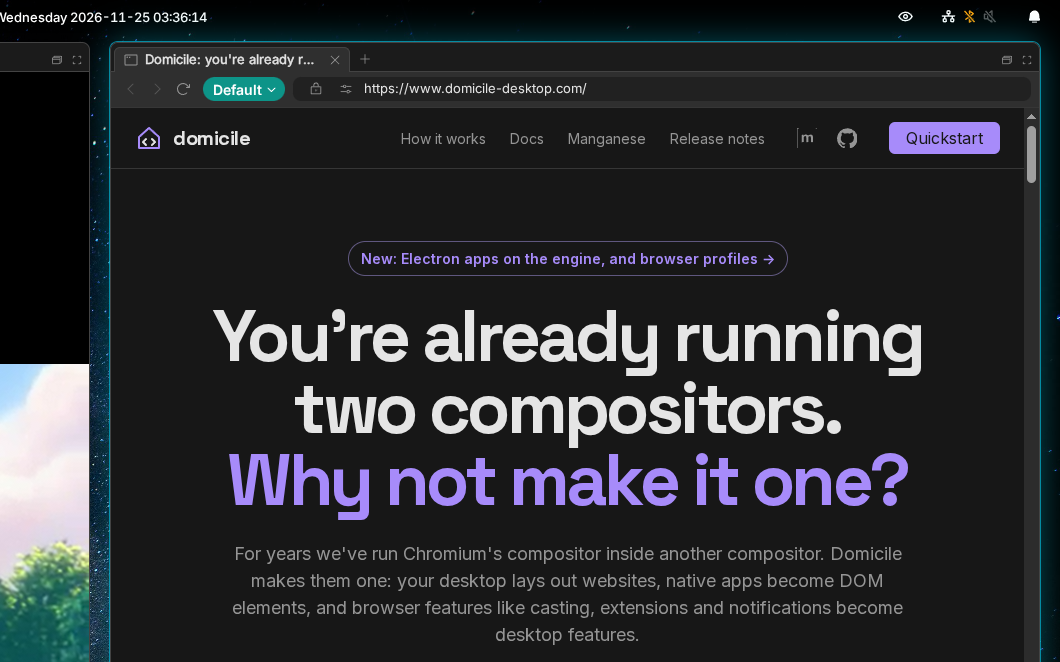 Wednesday 2026-11-25 03:36:14
Domicile: you're already r...
Default
https://www.domicile-desktop.com/
domicile
How it works
Docs
Manganese
Release notes
[m]
Quickstart
New: Electron apps on the engine, and browser profiles →
You’re already running
two compositors.
Why not make it one?
For years we've run Chromium's compositor inside another compositor. Domicile
makes them one: your desktop lays out websites, native apps become DOM
elements, and browser features like casting, extensions and notifications become
desktop features.